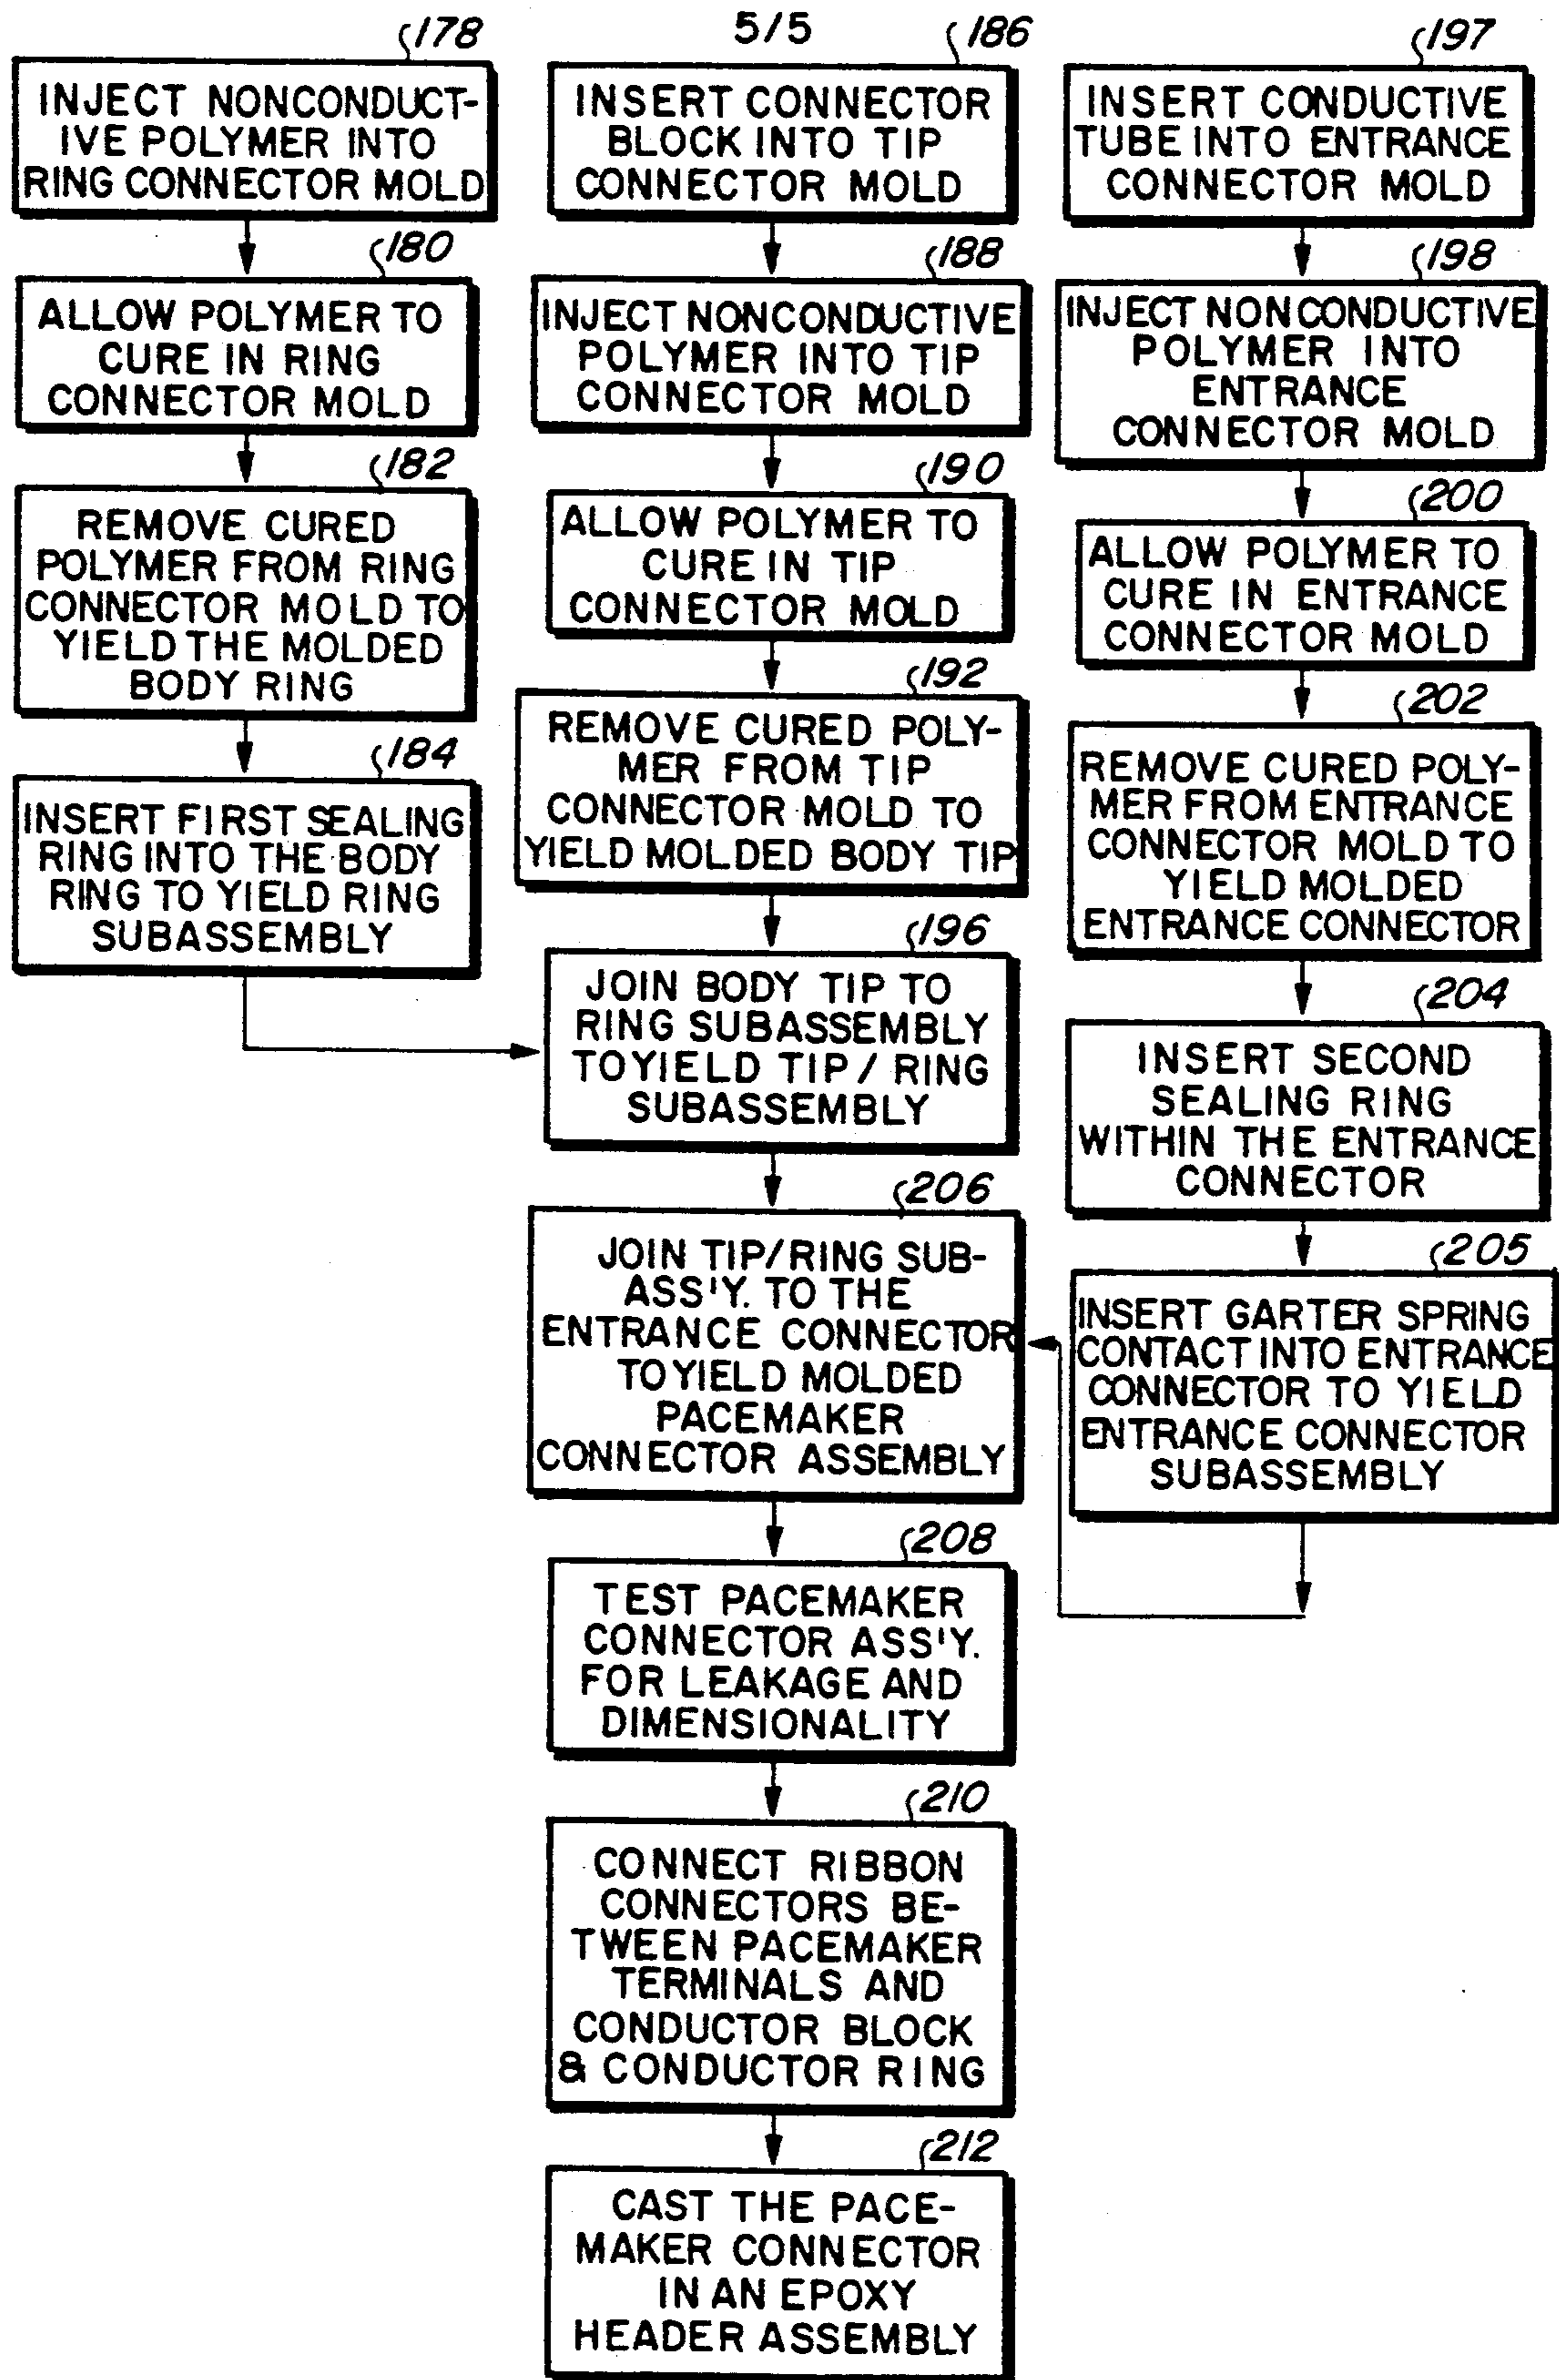 5/5
178
INJECT NONCONDUCT-
IVE POLYMER INTO
RING CONNECTOR MOLD
180
ALLOW POLYMER TO
CURE IN RING
CONNECTOR MOLD
182
REMOVE CURED
POLYMER FROM RING
CONNECTOR MOLD TO
YIELD THE MOLDED
BODY RING
184
INSERT FIRST SEALING
RING INTO THE BODY
RING TO YIELD RING
SUBASSEMBLY
186
INSERT CONNECTOR
BLOCK INTO TIP
CONNECTOR MOLD
188
INJECT NONCONDUCTIVE
POLYMER INTO TIP
CONNECTOR MOLD
190
ALLOW POLYMER TO
CURE IN TIP
CONNECTOR MOLD
192
REMOVE CURED POLY-
MER FROM TIP
CONNECTOR MOLD TO
YIELD MOLDED BODY TIP
196
JOIN BODY TIP TO
RING SUBASSEMBLY
TO YIELD TIP / RING
SUBASSEMBLY
197
INSERT CONDUCTIVE
TUBE INTO ENTRANCE
CONNECTOR MOLD
198
INJECT NONCONDUCTIVE
POLYMER INTO
ENTRANCE
CONNECTOR MOLD
200
ALLOW POLYMER TO
CURE IN ENTRANCE
CONNECTOR MOLD
202
REMOVE CURED POLY-
MER FROM ENTRANCE
CONNECTOR MOLD TO
YIELD MOLDED
ENTRANCE CONNECTOR
204
INSERT SECOND
SEALING RING
WITHIN THE ENTRANCE
CONNECTOR
205
INSERT GARTER SPRING
CONTACT INTO ENTRANCE
CONNECTOR TO YIELD
ENTRANCE CONNECTOR
SUBASSEMBLY
206
JOIN TIP/RING SUB-
ASS'Y. TO THE
ENTRANCE CONNECTOR
TO YIELD MOLDED
PACEMAKER
CONNECTOR ASSEMBLY
208
TEST PACEMAKER
CONNECTOR ASS'Y.
FOR LEAKAGE AND
DIMENSIONALITY
210
CONNECT RIBBON
CONNECTORS BE-
TWEEN PACEMAKER
TERMINALS AND
CONDUCTOR BLOCK
& CONDUCTOR RING
212
CAST THE PACE-
MAKER CONNECTOR
IN AN EPOXY
HEADER ASSEMBLY